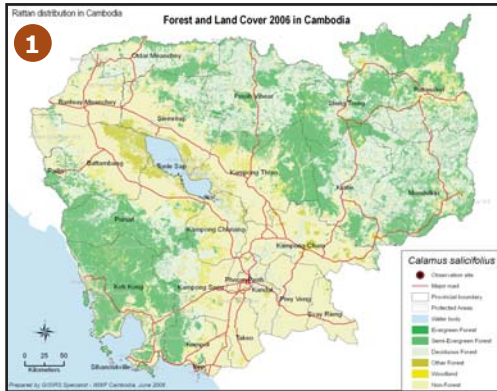 Rattan distribution in Cambodia
Forest and Land Cover 2006 in Cambodia
1
Otdar Meanchey
Banteay Meanchey
Preah Vihear
Stung Treng
Ratanakiri
Siemreap
Battambang
Tonle Sap
Kampong Thom
Pailin
Kratie
Mondulkiri
Pursat
Kampong Chhnang
Kampong Cham
Phnom Penh
Koh Kong
Kampong Speu
Kandal
Prey Veng
Svay Rieng
Kampot
Takeo
Sihanoukville
Kep
Calamus salicifolius
Observation site
Major road
Provincial boundary
Protected Areas
Water body
Evergreen Forest
Semi-Evergreen Forest
Deciduous Forest
Other Forest
Woodland
Non-Forest
0 25 50
Kilometers
Prepared by GIS/RS Specialist - WWF Cambodia, June 2008